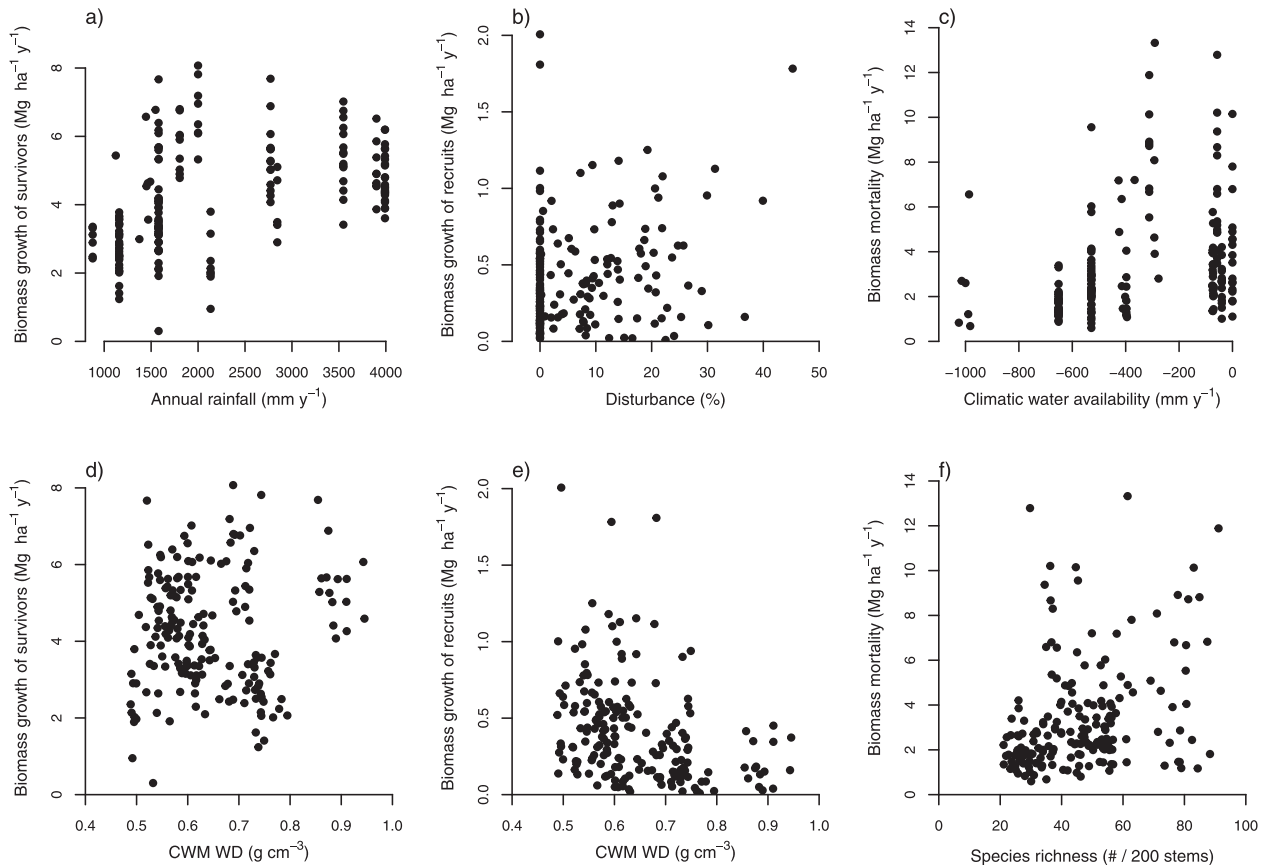 a)
Biomass growth of survivors (Mg ha⁻¹ y⁻¹)
0 2 4 6 8
1000 1500 2000 2500 3000 3500 4000
Annual rainfall (mm y⁻¹)
b)
Biomass growth of recruits (Mg ha⁻¹ y⁻¹)
0.0 0.5 1.0 1.5 2.0
0 10 20 30 40 50
Disturbance (%)
c)
Biomass mortality (Mg ha⁻¹ y⁻¹)
0 2 4 6 8 10 12 14
−1000 −800 −600 −400 −200 0
Climatic water availability (mm y⁻¹)
d)
Biomass growth of survivors (Mg ha⁻¹ y⁻¹)
0 2 4 6 8
0.4 0.5 0.6 0.7 0.8 0.9 1.0
CWM WD (g cm⁻³)
e)
Biomass growth of recruits (Mg ha⁻¹ y⁻¹)
0.0 0.5 1.0 1.5 2.0
0.4 0.5 0.6 0.7 0.8 0.9 1.0
CWM WD (g cm⁻³)
f)
Biomass mortality (Mg ha⁻¹ y⁻¹)
0 2 4 6 8 10 12 14
0 20 40 60 80 100
Species richness (# / 200 stems)